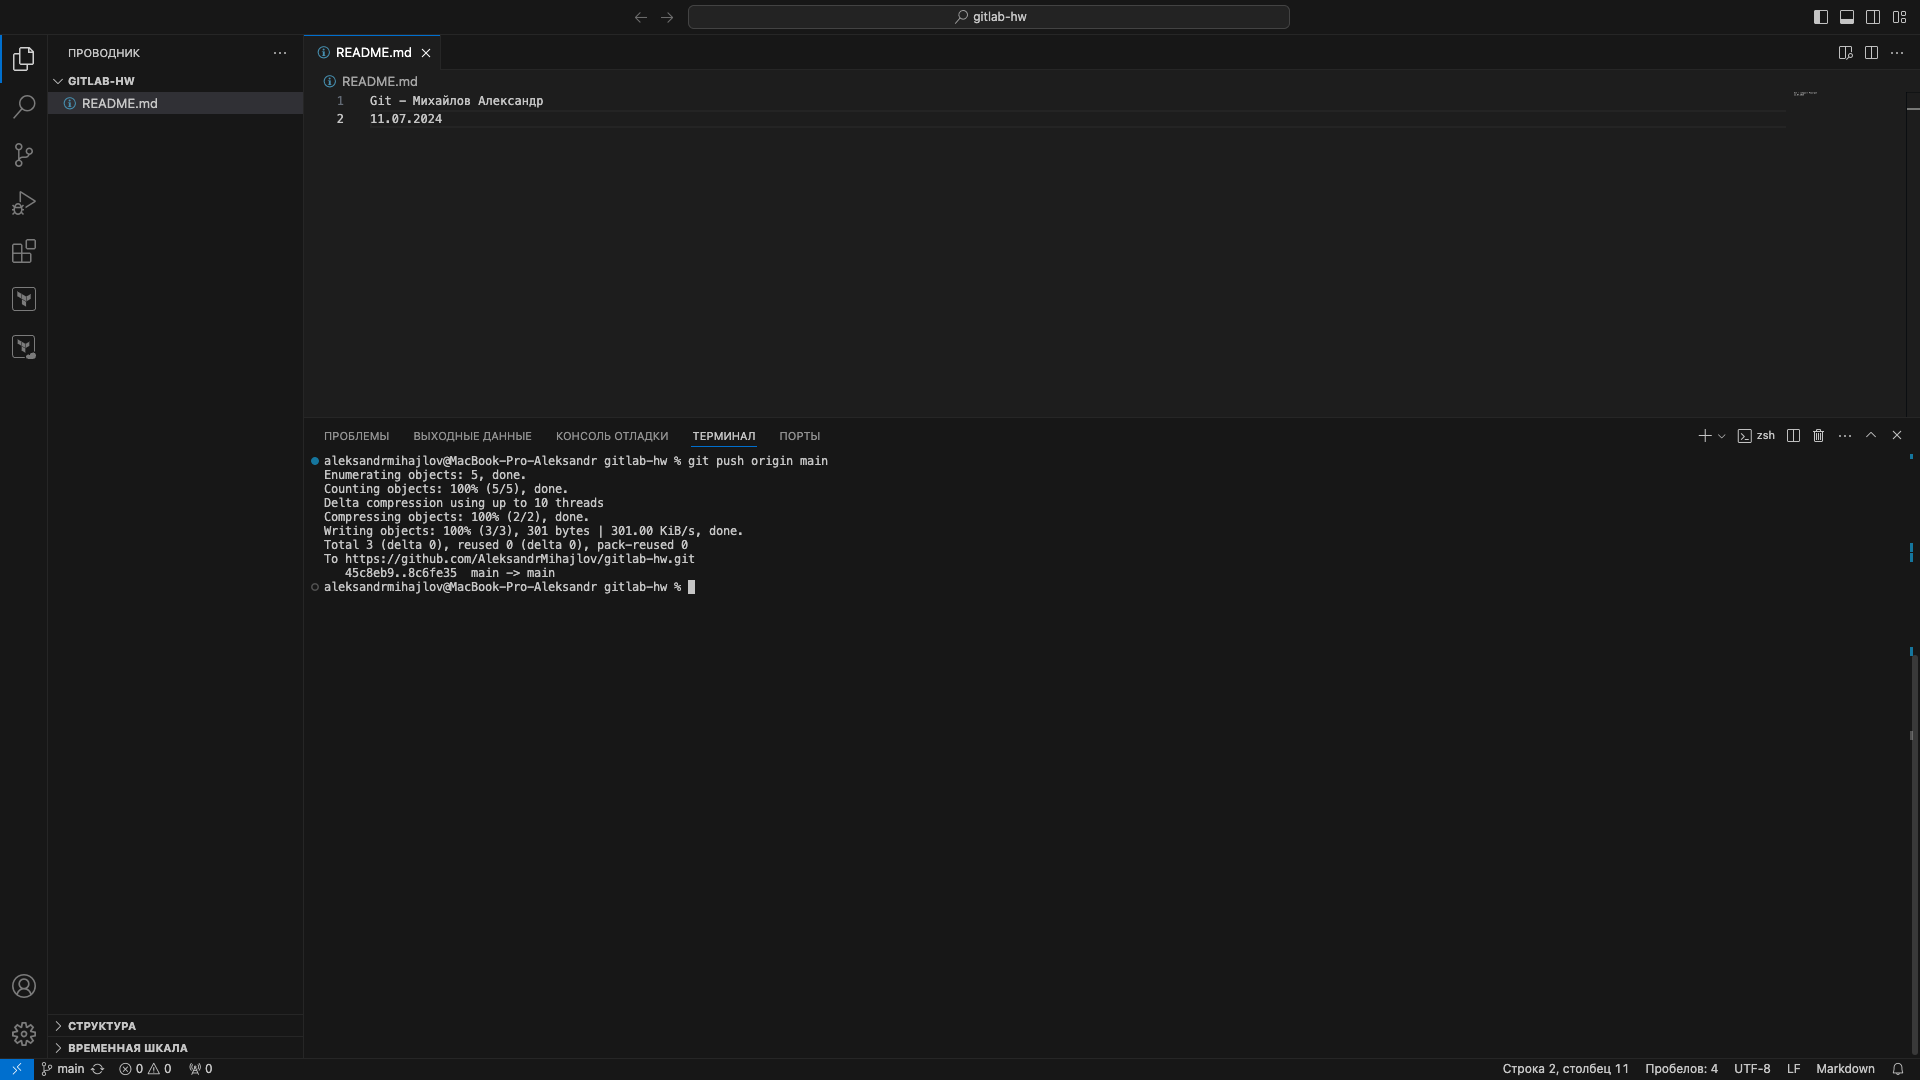 gitlab-hw
ПРОВОДНИК
GITLAB-HW
README.md
README.md
README.md
1 Git - Михайлов Александр
2 11.07.2024
ПРОБЛЕМЫ ВЫХОДНЫЕ ДАННЫЕ КОНСОЛЬ ОТЛАДКИ ТЕРМИНАЛ ПОРТЫ
zsh
aleksandrmihajlov@MacBook-Pro-Aleksandr gitlab-hw % git push origin main
Enumerating objects: 5, done.
Counting objects: 100% (5/5), done.
Delta compression using up to 10 threads
Compressing objects: 100% (2/2), done.
Writing objects: 100% (3/3), 301 bytes | 301.00 KiB/s, done.
Total 3 (delta 0), reused 0 (delta 0), pack-reused 0
To https://github.com/AleksandrMihajlov/gitlab-hw.git
45c8eb9..8c6fe35 main -> main
aleksandrmihajlov@MacBook-Pro-Aleksandr gitlab-hw %
СТРУКТУРА
ВРЕМЕННАЯ ШКАЛА
main 0 0 0 Строка 2, столбец 11 Пробелов: 4 UTF-8 LF Markdown